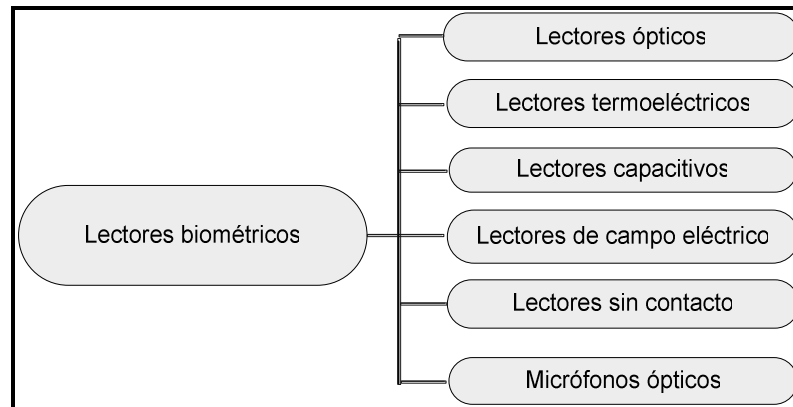 Lectores biométricos
Lectores ópticos
Lectores termoeléctricos
Lectores capacitivos
Lectores de campo eléctrico
Lectores sin contacto
Micrófonos ópticos